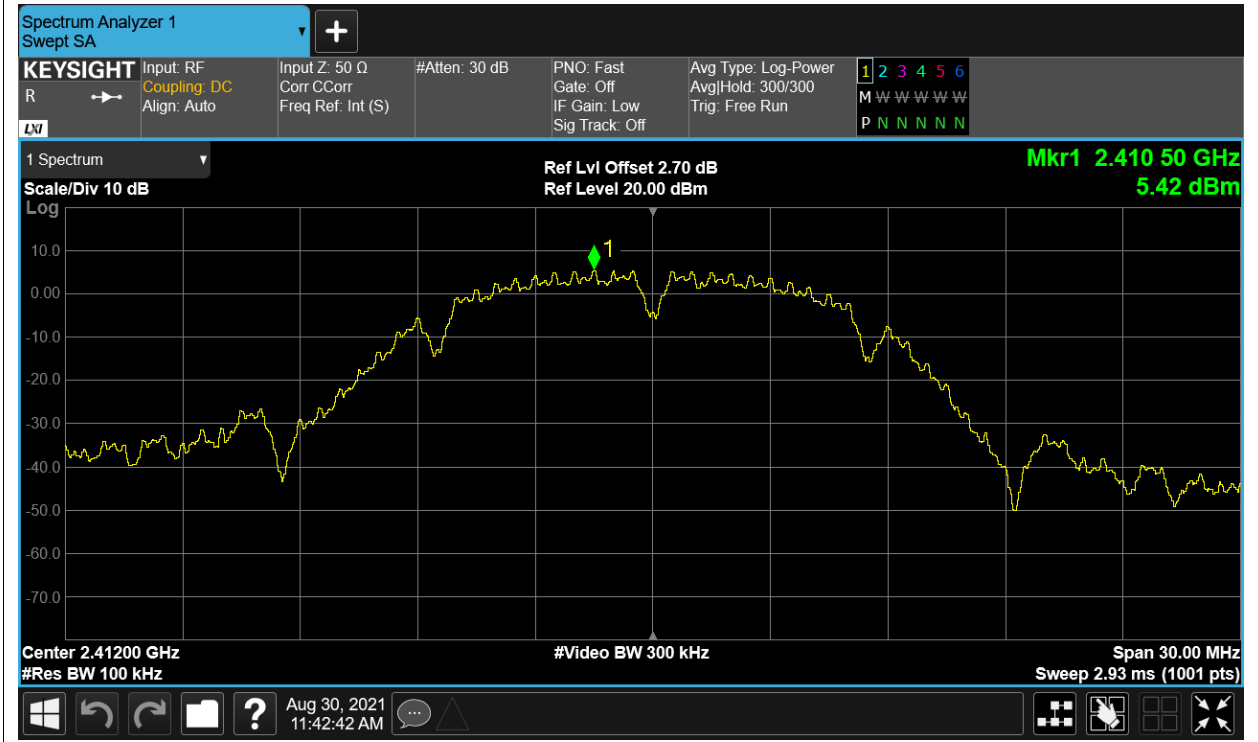 Spectrum Analyzer 1
Swept SA
KEYSIGHT
R
LXI
Input: RF
Coupling: DC
Align: Auto
Input Z: 50 Ω
Corr CCorr
Freq Ref: Int (S)
#Atten: 30 dB
PNO: Fast
Gate: Off
IF Gain: Low
Sig Track: Off
Avg Type: Log-Power
Avg|Hold: 300/300
Trig: Free Run
1 2 3 4 5 6
M W W W W W W
P N N N N N N
1 Spectrum
Scale/Div 10 dB
Log
Ref Lvl Offset 2.70 dB
Ref Level 20.00 dBm
Mkr1 2.410 50 GHz
5.42 dBm
1
10.0
0.00
-10.0
-20.0
-30.0
-40.0
-50.0
-60.0
-70.0
Center 2.41200 GHz
#Res BW 100 kHz
#Video BW 300 kHz
Span 30.00 MHz
Sweep 2.93 ms (1001 pts)
?
Aug 30, 2021
11:42:42 AM